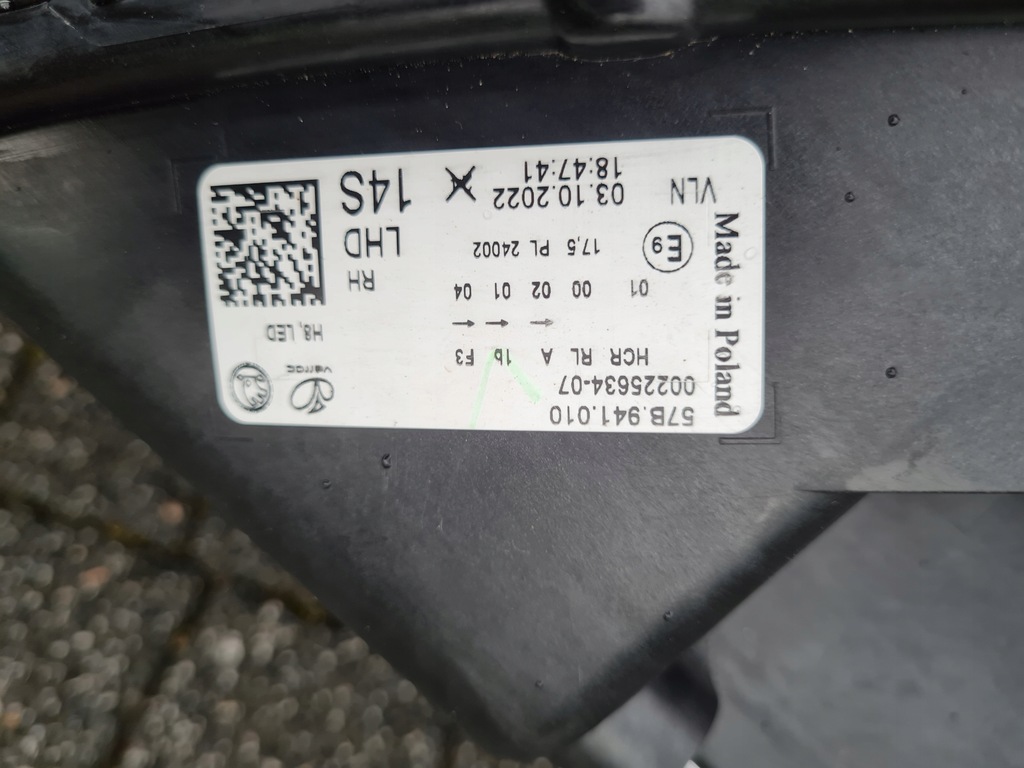 57B.941.010
00225634-07
HCR RL A 1b F3
→ → →
01 00 02 01 04
E9
17,5 PL 24002
VLN
03.10.2022
18:47:41
X
Made in Poland
varroc
H8, LED
RH
LHD
14S